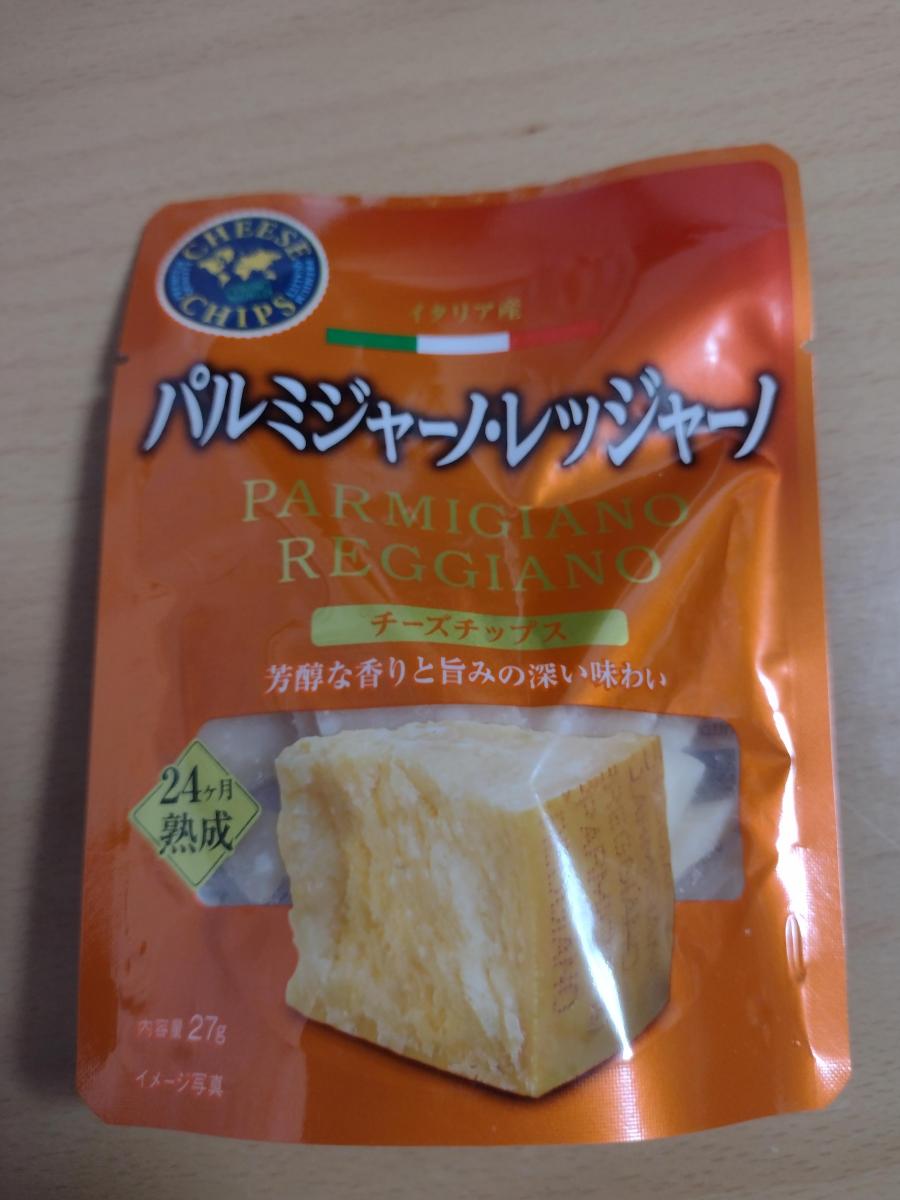 CHEESE
CHIPS
イタリア産
パルミジャーノ・レッジャーノ
PARMIGIANO
REGGIANO
チーズチップス
芳醇な香りと旨みの深い味わい
24ヶ月
熟成
内容量 27g
イメージ写真